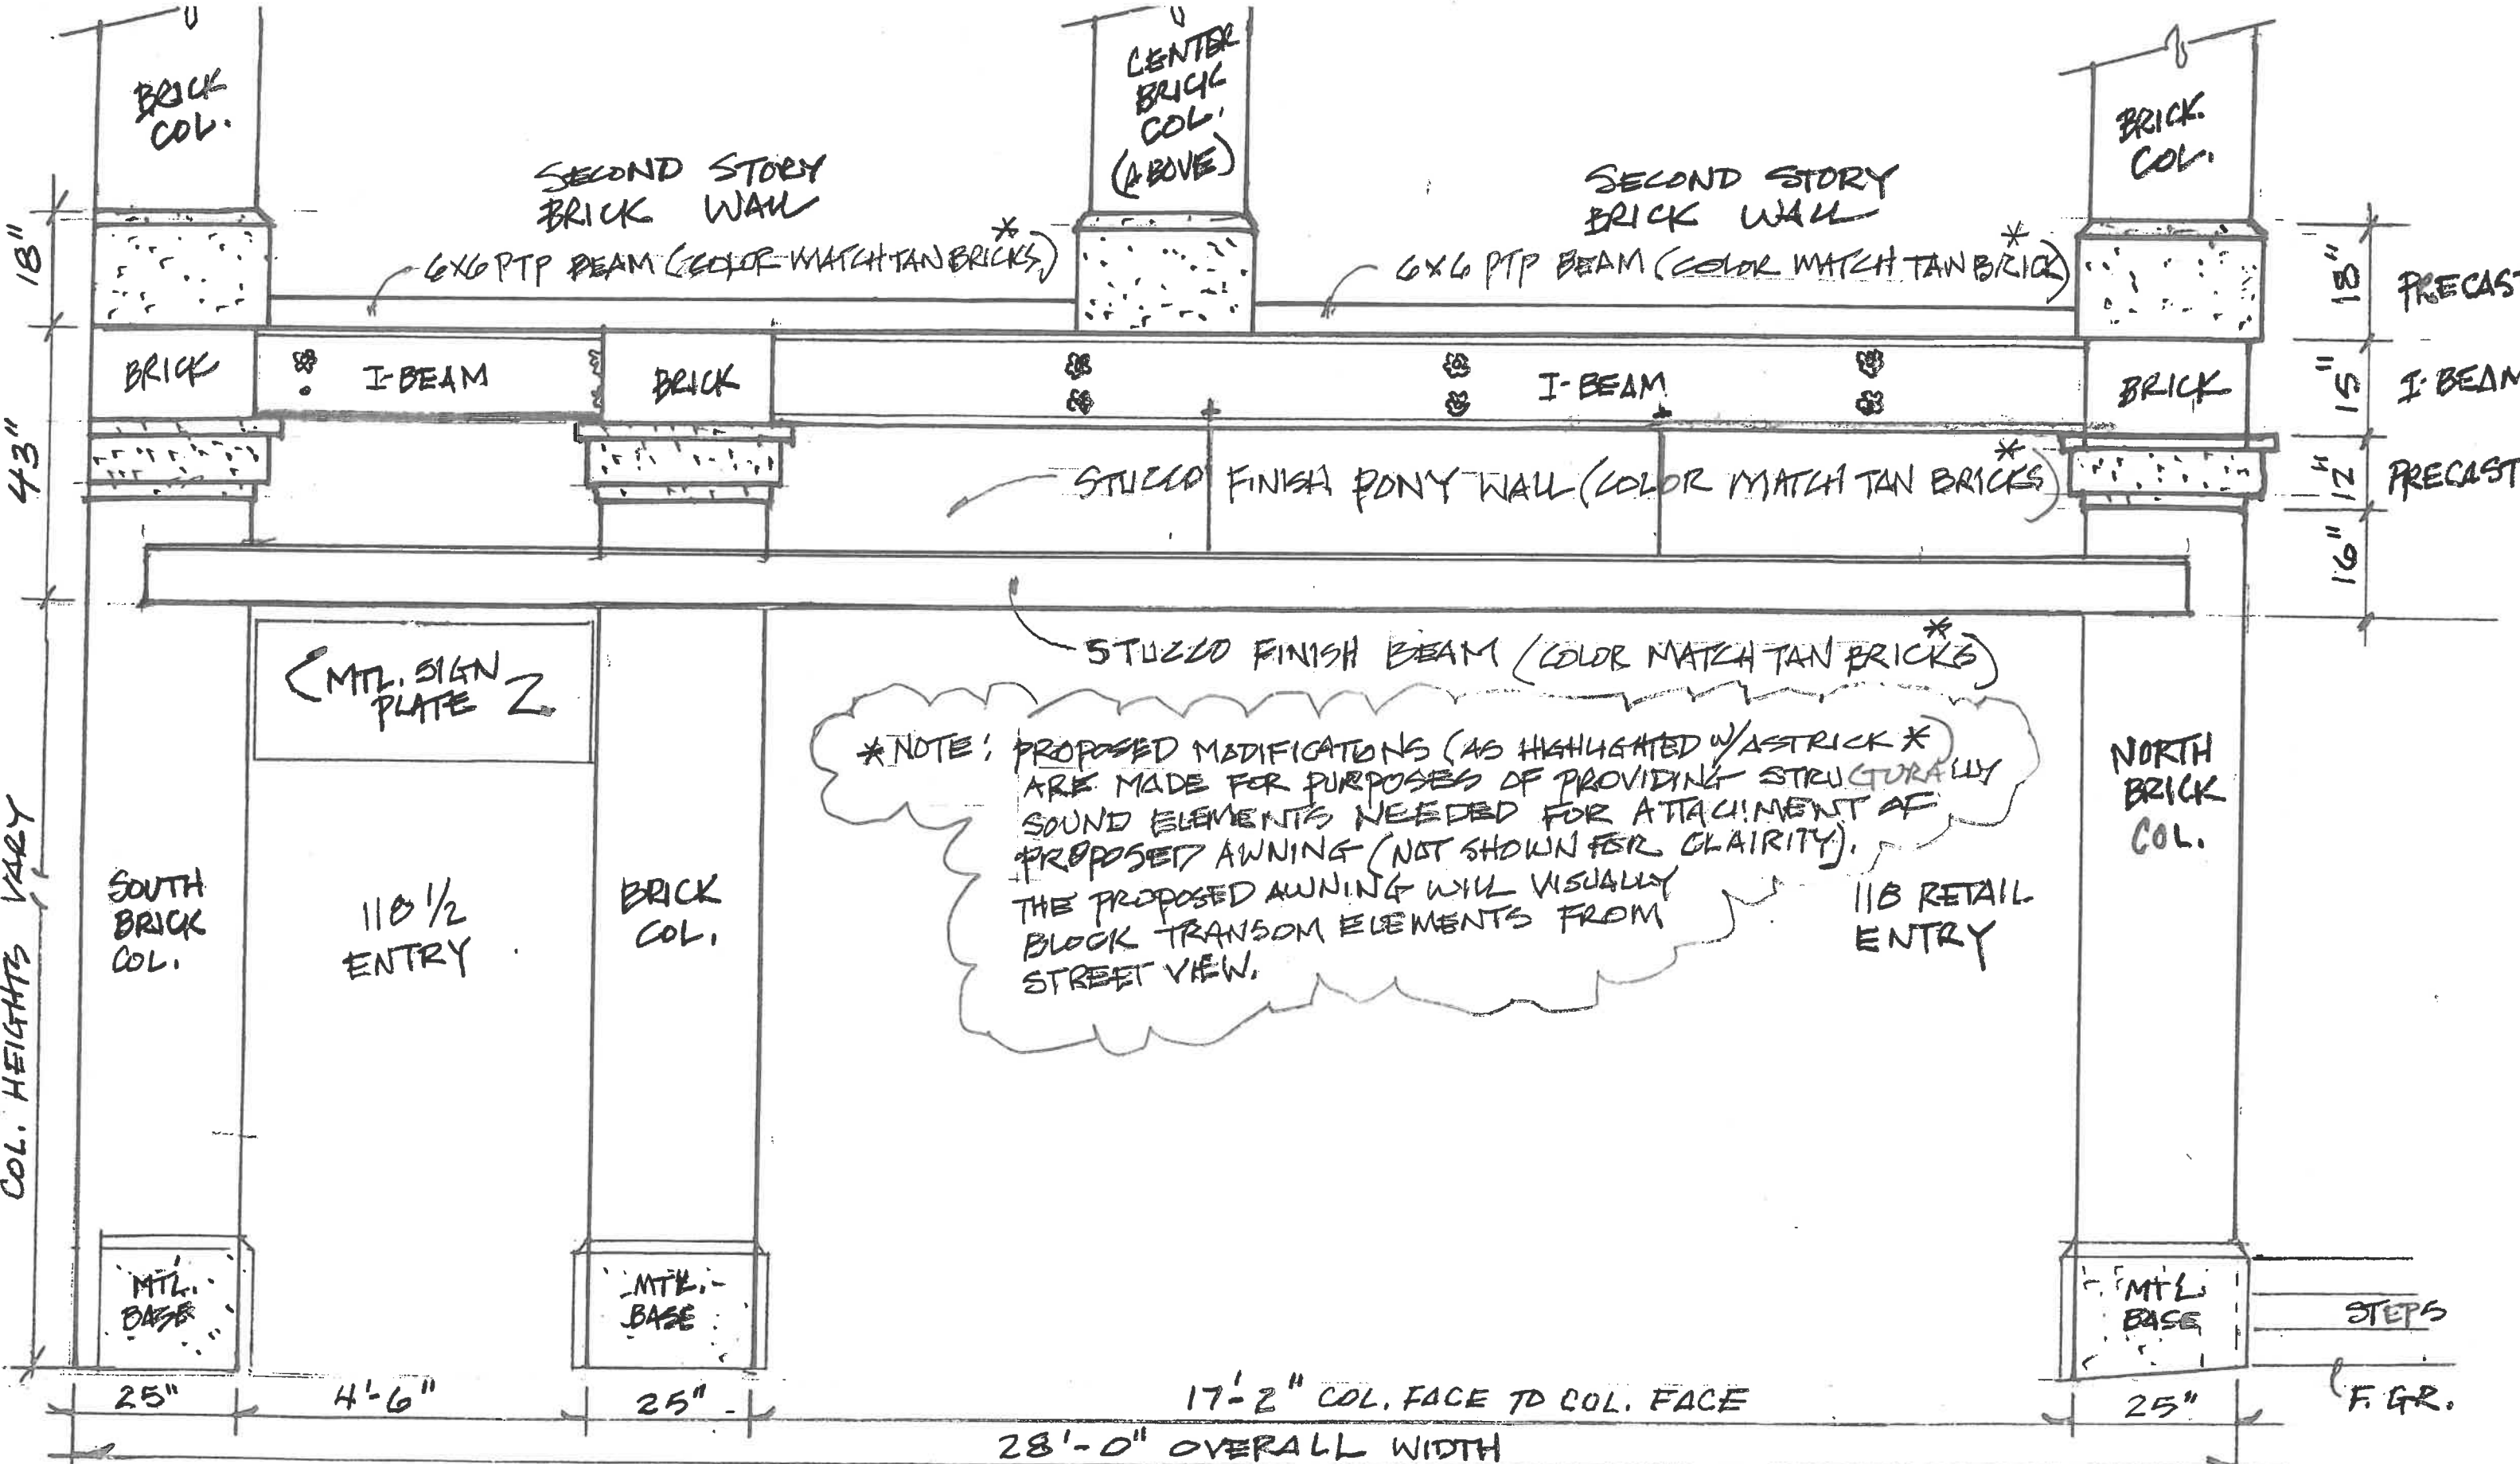 BRICK
COL.
CENTER
BRICK
COL.
(ABOVE)
BRICK.
COL.
SECOND STORY
BRICK WALL
SECOND STORY
BRICK WALL
*
6X6 PTP BEAM (COLOR MATCH TAN BRICKS)
*
6X6 PTP BEAM (COLOR MATCH TAN BRICK)
18"
18"
PRECAST
BRICK
I-BEAM
BRICK
I-BEAM
BRICK
15"
I-BEAM
43"
*
STUZZO FINISH PONY WALL (COLOR MATCH TAN BRICKS)
12"
PRECAST
16"
*
STUZZO FINISH BEAM (COLOR MATCH TAN BRICKS)
MTL. SIGN
PLATE
*NOTE: PROPOSED MODIFICATIONS (AS HIGHLIGHTED W/ASTRICK *)
ARE MADE FOR PURPOSES OF PROVIDING STRUCTURALLY
SOUND ELEMENTS NEEDED FOR ATTACHMENT OF
PROPOSED AWNING (NOT SHOWN FOR CLAIRITY).
THE PROPOSED AWNING WILL VISUALLY
BLOCK TRANSOM ELEMENTS FROM
STREET VIEW.
NORTH
BRICK
COL.
COL. HEIGHTS VARY
SOUTH
BRICK
COL.
118 1/2
ENTRY
BRICK
COL.
118 RETAIL
ENTRY
MTL.
BASE
MTL.
BASE
MTL
BASE
STEPS
F. GR.
25"
4'-6"
25"
17'-2" COL. FACE TO COL. FACE
25"
28'-0" OVERALL WIDTH